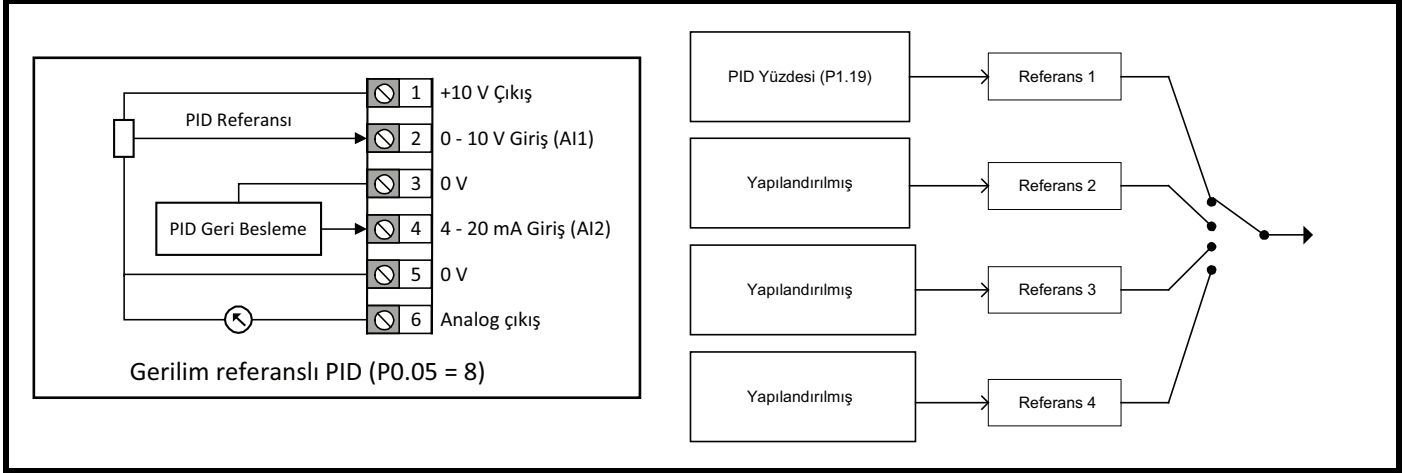 1 +10 V Çıkış
PID Referansı
2 0 - 10 V Giriş (AI1)
3 0 V
PID Geri Besleme
4 4 - 20 mA Giriş (AI2)
5 0 V
6 Analog çıkış
Gerilim referanslı PID (P0.05 = 8)
PID Yüzdesi (P1.19)
Referans 1
Yapılandırılmış
Referans 2
Yapılandırılmış
Referans 3
Yapılandırılmış
Referans 4